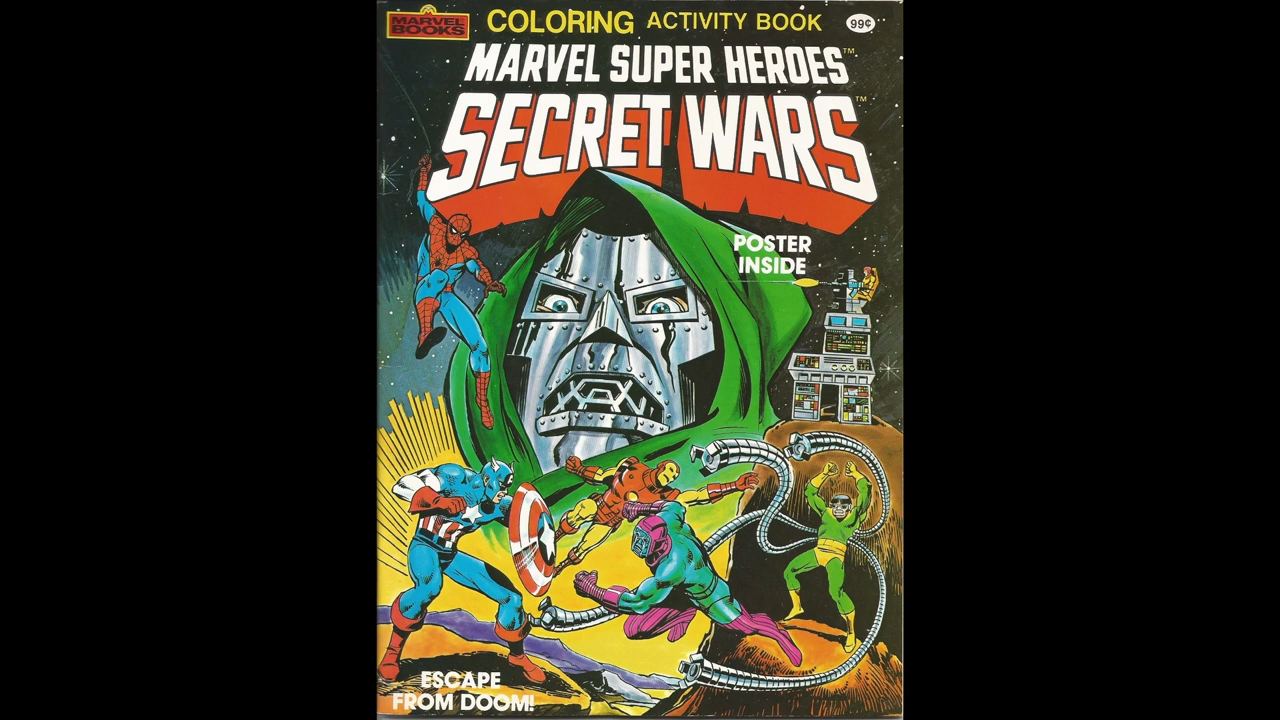 MARVEL
BOOKS
COLORING ACTIVITY BOOK
99¢
MARVEL SUPER HEROES™
SECRET WARS™
POSTER
INSIDE
ESCAPE
FROM DOOM!